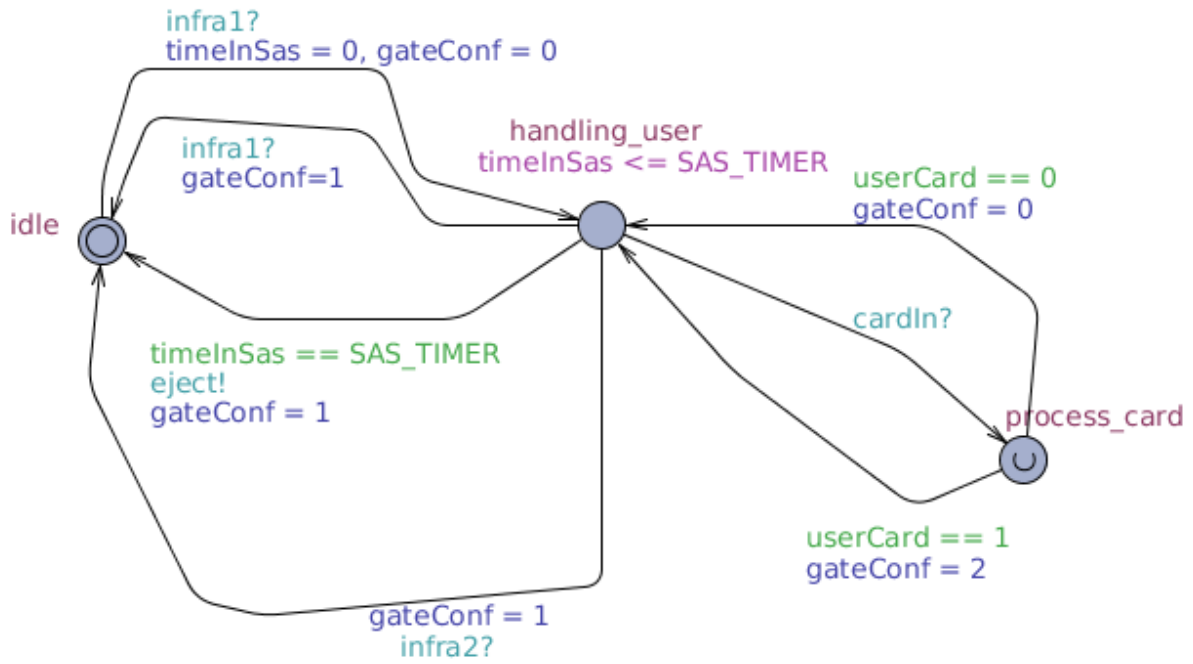 infra1?
timeInSas = 0, gateConf = 0
handling_user
timeInSas <= SAS_TIMER
infra1?
gateConf=1
userCard == 0
gateConf = 0
idle
cardIn?
timeInSas == SAS_TIMER
eject!
gateConf = 1
process_card
userCard == 1
gateConf = 2
gateConf = 1
infra2?